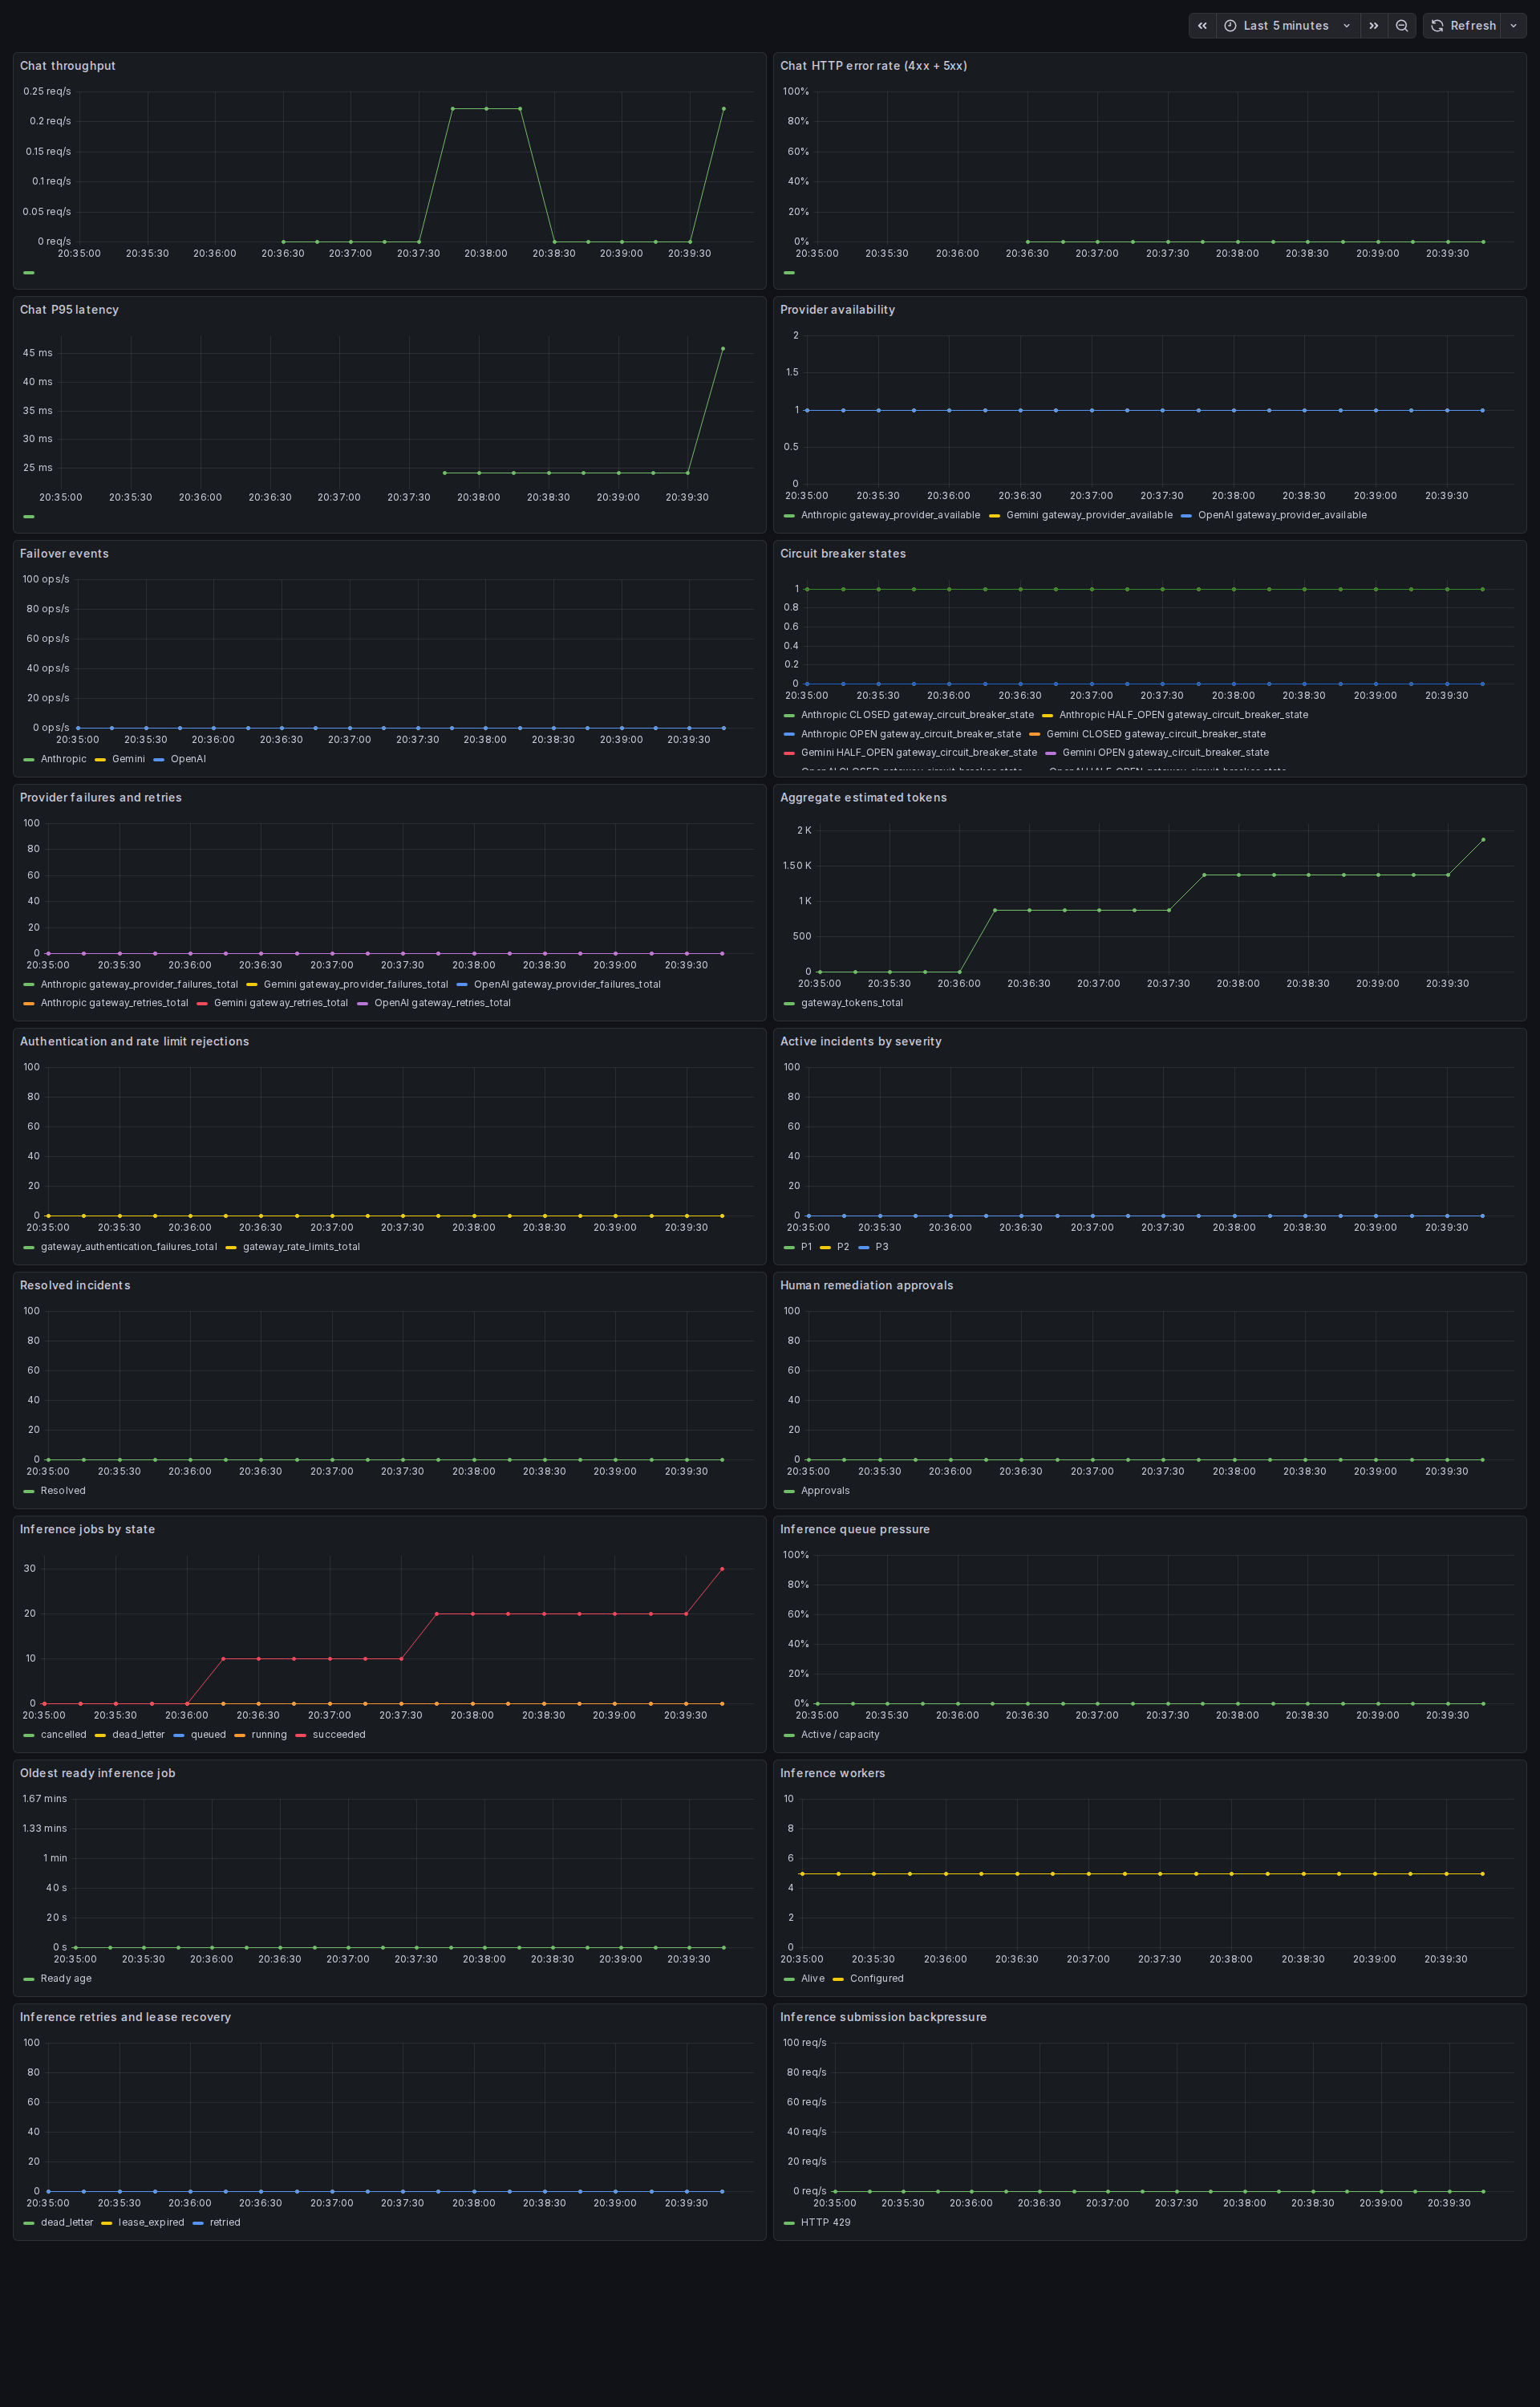 Last 5 minutes Refresh
Chat throughput
0.25 req/s
0.2 req/s
0.15 req/s
0.1 req/s
0.05 req/s
0 req/s
20:35:00 20:35:30 20:36:00 20:36:30 20:37:00 20:37:30 20:38:00 20:38:30 20:39:00 20:39:30
Chat HTTP error rate (4xx + 5xx)
100%
80%
60%
40%
20%
0%
20:35:00 20:35:30 20:36:00 20:36:30 20:37:00 20:37:30 20:38:00 20:38:30 20:39:00 20:39:30
Chat P95 latency
45 ms
40 ms
35 ms
30 ms
25 ms
20:35:00 20:35:30 20:36:00 20:36:30 20:37:00 20:37:30 20:38:00 20:38:30 20:39:00 20:39:30
Provider availability
2
1.5
1
0.5
0
20:35:00 20:35:30 20:36:00 20:36:30 20:37:00 20:37:30 20:38:00 20:38:30 20:39:00 20:39:30
Anthropic gateway_provider_available Gemini gateway_provider_available OpenAI gateway_provider_available
Failover events
100 ops/s
80 ops/s
60 ops/s
40 ops/s
20 ops/s
0 ops/s
20:35:00 20:35:30 20:36:00 20:36:30 20:37:00 20:37:30 20:38:00 20:38:30 20:39:00 20:39:30
Anthropic Gemini OpenAI
Circuit breaker states
1
0.8
0.6
0.4
0.2
0
20:35:00 20:35:30 20:36:00 20:36:30 20:37:00 20:37:30 20:38:00 20:38:30 20:39:00 20:39:30
Anthropic CLOSED gateway_circuit_breaker_state Anthropic HALF_OPEN gateway_circuit_breaker_state
Anthropic OPEN gateway_circuit_breaker_state Gemini CLOSED gateway_circuit_breaker_state
Gemini HALF_OPEN gateway_circuit_breaker_state Gemini OPEN gateway_circuit_breaker_state
OpenAI CLOSED gateway_circuit_breaker_state OpenAI HALF_OPEN gateway_circuit_breaker_state
Provider failures and retries
100
80
60
40
20
0
20:35:00 20:35:30 20:36:00 20:36:30 20:37:00 20:37:30 20:38:00 20:38:30 20:39:00 20:39:30
Anthropic gateway_provider_failures_total Gemini gateway_provider_failures_total OpenAI gateway_provider_failures_total
Anthropic gateway_retries_total Gemini gateway_retries_total OpenAI gateway_retries_total
Aggregate estimated tokens
2 K
1.50 K
1 K
500
0
20:35:00 20:35:30 20:36:00 20:36:30 20:37:00 20:37:30 20:38:00 20:38:30 20:39:00 20:39:30
gateway_tokens_total
Authentication and rate limit rejections
100
80
60
40
20
0
20:35:00 20:35:30 20:36:00 20:36:30 20:37:00 20:37:30 20:38:00 20:38:30 20:39:00 20:39:30
gateway_authentication_failures_total gateway_rate_limits_total
Active incidents by severity
100
80
60
40
20
0
20:35:00 20:35:30 20:36:00 20:36:30 20:37:00 20:37:30 20:38:00 20:38:30 20:39:00 20:39:30
P1 P2 P3
Resolved incidents
100
80
60
40
20
0
20:35:00 20:35:30 20:36:00 20:36:30 20:37:00 20:37:30 20:38:00 20:38:30 20:39:00 20:39:30
Resolved
Human remediation approvals
100
80
60
40
20
0
20:35:00 20:35:30 20:36:00 20:36:30 20:37:00 20:37:30 20:38:00 20:38:30 20:39:00 20:39:30
Approvals
Inference jobs by state
30
20
10
0
20:35:00 20:35:30 20:36:00 20:36:30 20:37:00 20:37:30 20:38:00 20:38:30 20:39:00 20:39:30
cancelled dead_letter queued running succeeded
Inference queue pressure
100%
80%
60%
40%
20%
0%
20:35:00 20:35:30 20:36:00 20:36:30 20:37:00 20:37:30 20:38:00 20:38:30 20:39:00 20:39:30
Active / capacity
Oldest ready inference job
1.67 mins
1.33 mins
1 min
40 s
20 s
0 s
20:35:00 20:35:30 20:36:00 20:36:30 20:37:00 20:37:30 20:38:00 20:38:30 20:39:00 20:39:30
Ready age
Inference workers
10
8
6
4
2
0
20:35:00 20:35:30 20:36:00 20:36:30 20:37:00 20:37:30 20:38:00 20:38:30 20:39:00 20:39:30
Alive Configured
Inference retries and lease recovery
100
80
60
40
20
0
20:35:00 20:35:30 20:36:00 20:36:30 20:37:00 20:37:30 20:38:00 20:38:30 20:39:00 20:39:30
dead_letter lease_expired retried
Inference submission backpressure
100 req/s
80 req/s
60 req/s
40 req/s
20 req/s
0 req/s
20:35:00 20:35:30 20:36:00 20:36:30 20:37:00 20:37:30 20:38:00 20:38:30 20:39:00 20:39:30
HTTP 429